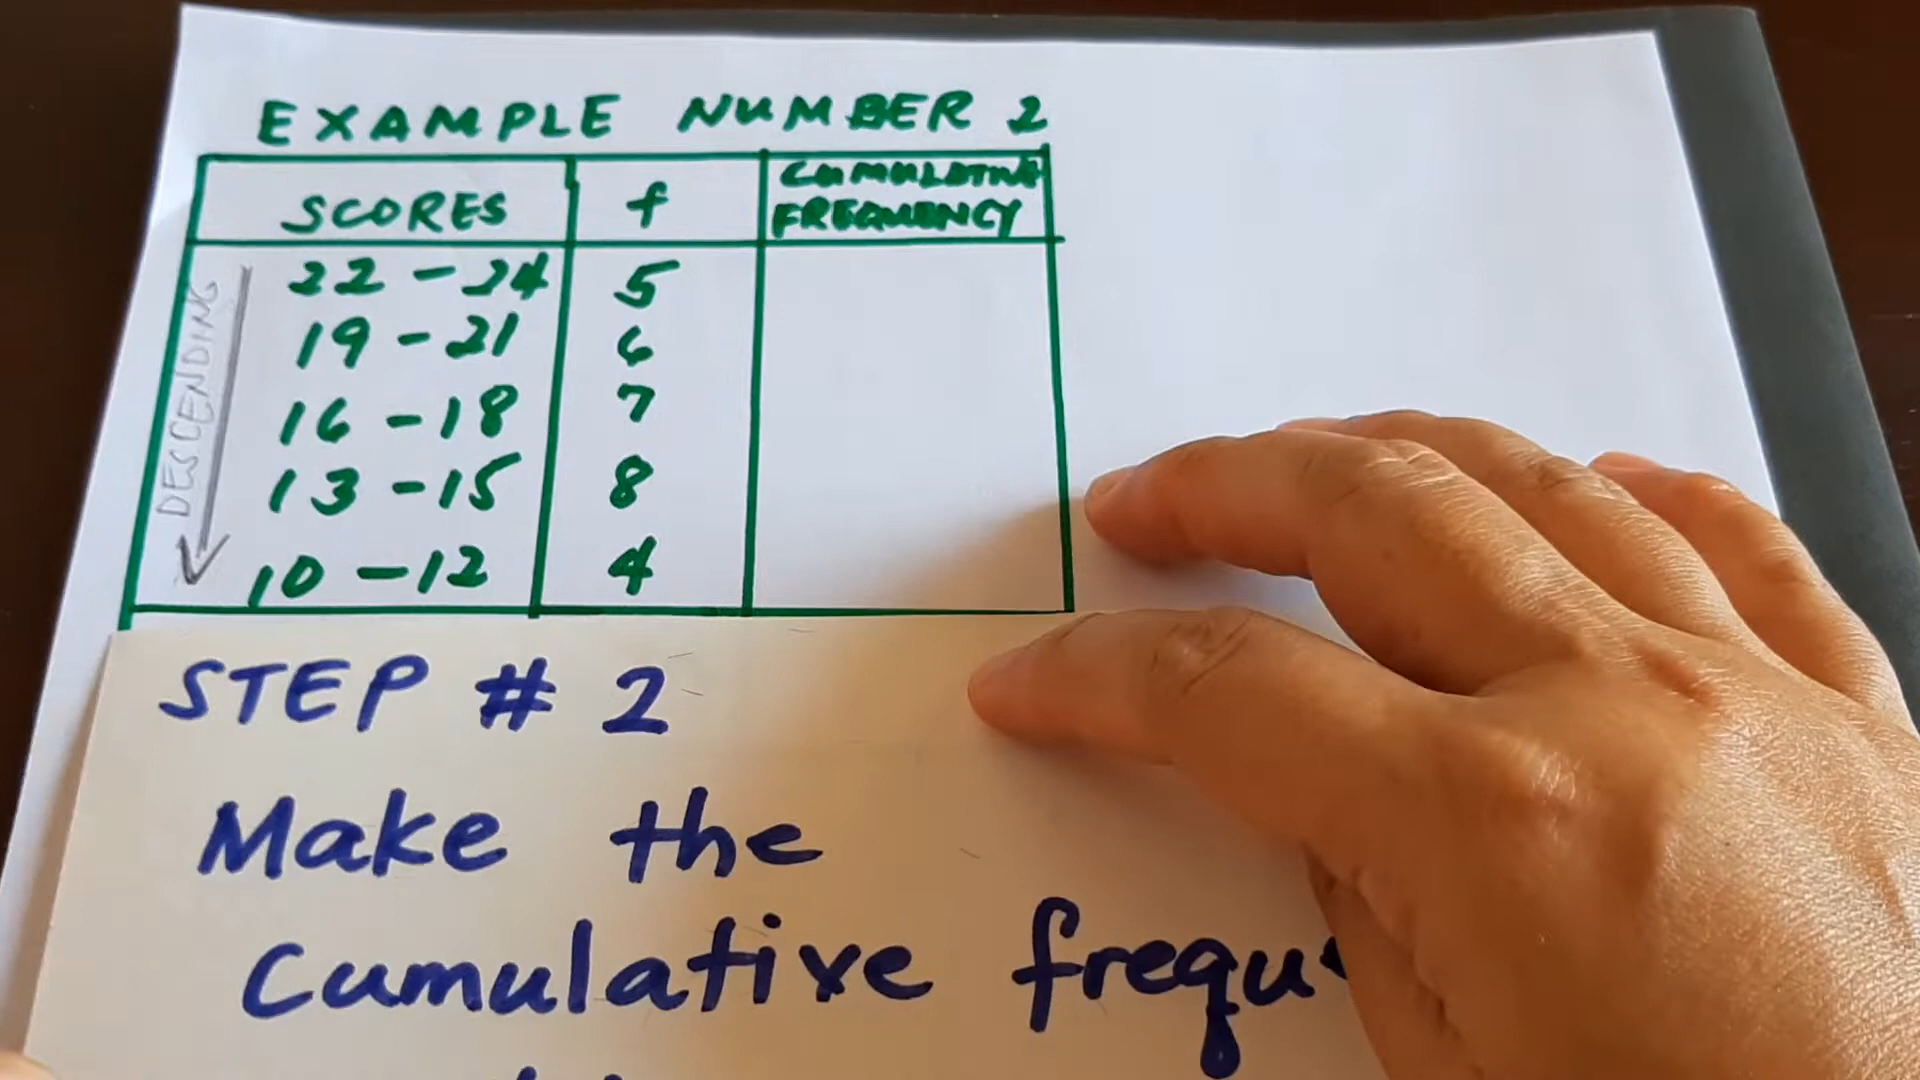 EXAMPLE NUMBER 2
SCORES f CUMULATIVE FREQUENCY
22 - 24 5
19 - 21 6
16 - 18 7
13 - 15 8
10 - 12 4
DESCENDING
STEP # 2
Make the
Cumulative frequ